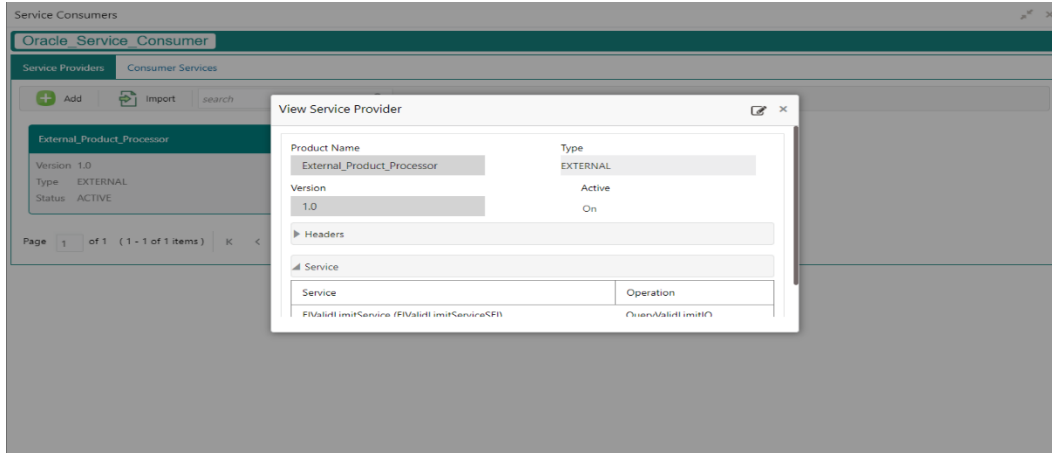 Service Consumers
Oracle_Service_Consumer
Service Providers Consumer Services
Add Import search
External_Product_Processor
Version 1.0
Type EXTERNAL
Status ACTIVE
Page 1 of 1 (1 - 1 of 1 items) K <
View Service Provider
Product Name Type
External_Product_Processor EXTERNAL
Version Active
1.0 On
Headers
Service
Service Operation